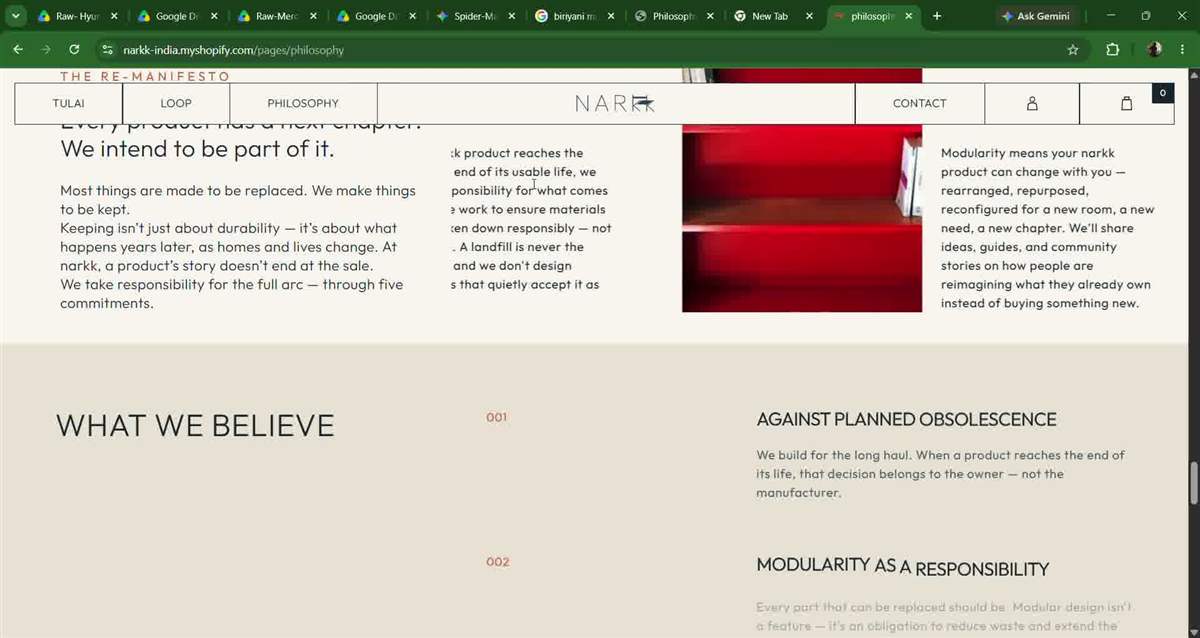 Raw- Hyu
Google Dr
Raw-Merc
Google Dr
Spider-Ma
biriyani m
Philosoph
New Tab
philosoph
Ask Gemini
narkk-india.myshopify.com/pages/philosophy
THE RE-MANIFESTO
TULAI
LOOP
PHILOSOPHY
NARKK
CONTACT
0
Every product has a next chapter.
We intend to be part of it.
Most things are made to be replaced. We make things
to be kept.
Keeping isn't just about durability — it's about what
happens years later, as homes and lives change. At
narkk, a product's story doesn't end at the sale.
We take responsibility for the full arc — through five
commitments.
kk product reaches the
end of its usable life, we
ponsibility for what comes
e work to ensure materials
ken down responsibly — not
. A landfill is never the
and we don't design
s that quietly accept it as
Modularity means your narkk
product can change with you —
rearranged, repurposed,
reconfigured for a new room, a new
need, a new chapter. We'll share
ideas, guides, and community
stories on how people are
reimagining what they already own
instead of buying something new.
WHAT WE BELIEVE
001
AGAINST PLANNED OBSOLESCENCE
We build for the long haul. When a product reaches the end of
its life, that decision belongs to the owner — not the
manufacturer.
002
MODULARITY AS A RESPONSIBILITY
Every part that can be replaced should be. Modular design isn't
a feature — it's an obligation to reduce waste and extend the